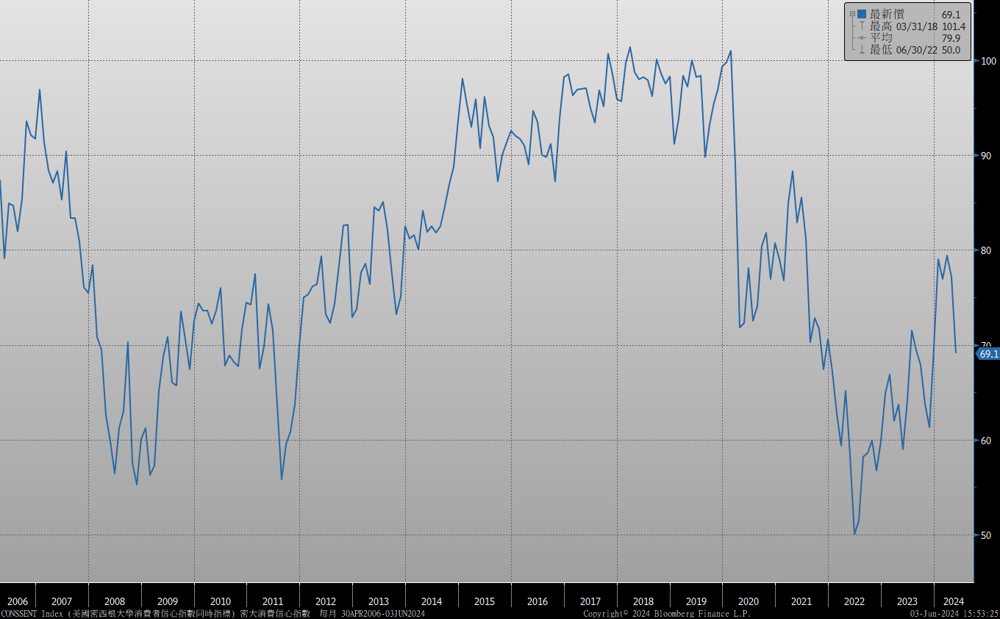 最新價 69.1
最高 03/31/18 101.4
平均 79.9
最低 06/30/22 50.0
100
90
80
70
69.1
60
50
2006 2007 2008 2009 2010 2011 2012 2013 2014 2015 2016 2017 2018 2019 2020 2021 2022 2023 2024
CONSSENT Index (美國密西根大學消費者信心指數同時指標) 密大消費信心指數 每月 30APR2006-03JUN2024 Copyright© 2024 Bloomberg Finance L.P. 03-Jun-2024 15:53:25